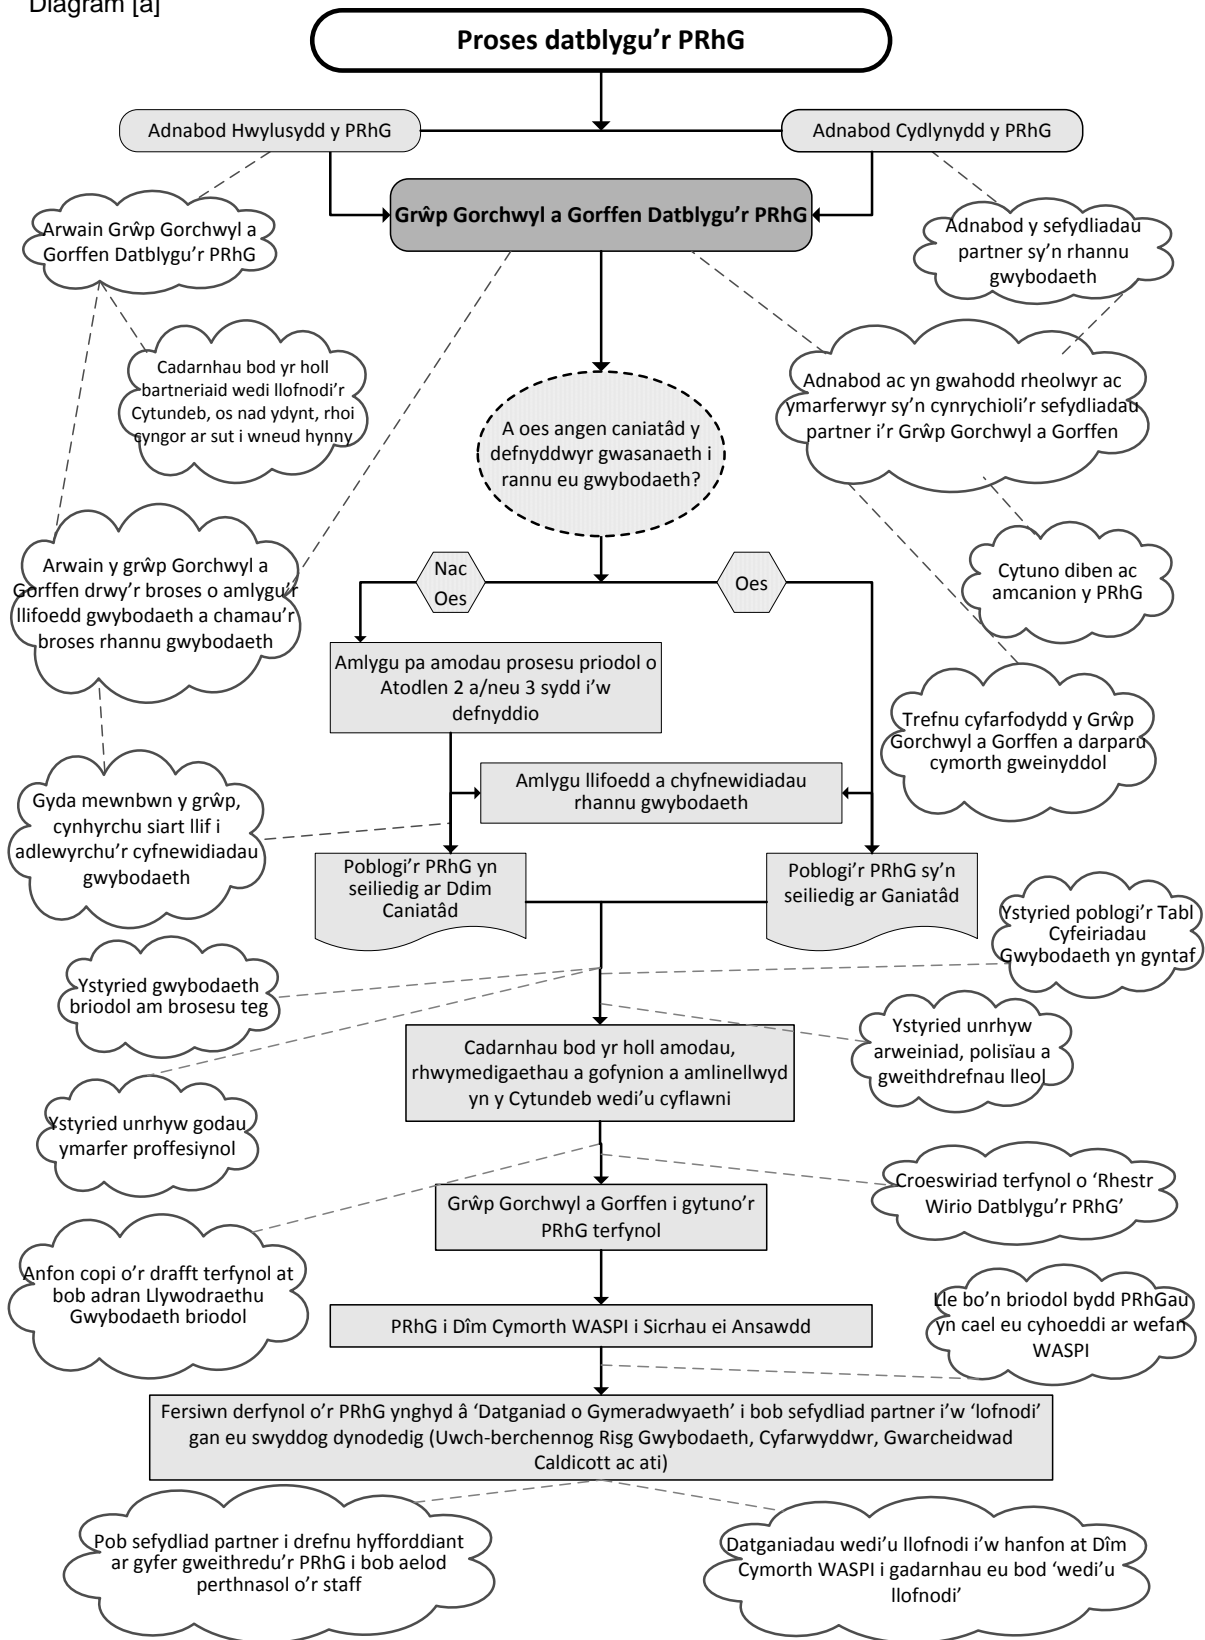 Diagram [a]
Proses datblygu’r PRhG
Adnabod Hwylusydd y PRhG
Adnabod Cydlynydd y PRhG
Grŵp Gorchwyl a Gorffen Datblygu’r PRhG
Arwain Grŵp Gorchwyl a
Gorffen Datblygu’r PRhG
Adnabod y sefydliadau
partner sy’n rhannu
gwybodaeth
Cadarnhau bod yr holl
bartneriaid wedi llofnodi’r
Cytundeb, os nad ydynt, rhoi
cyngor ar sut i wneud hynny
Adnabod ac yn gwahodd rheolwyr ac
ymarferwyr sy’n cynrychioli’r sefydliadau
partner i’r Grŵp Gorchwyl a Gorffen
A oes angen caniatâd y
defnyddwyr gwasanaeth i
rannu eu gwybodaeth?
Arwain y grŵp Gorchwyl a
Gorffen drwy’r broses o amlygu’r
llifoedd gwybodaeth a chamau’r
broses rhannu gwybodaeth
Nac
Oes
Oes
Cytuno diben ac
amcanion y PRhG
Amlygu pa amodau prosesu priodol o
Atodlen 2 a/neu 3 sydd i’w
defnyddio
Trefnu cyfarfodydd y Grŵp
Gorchwyl a Gorffen a darparu
cymorth gweinyddol
Amlygu llifoedd a chyfnewidiadau
rhannu gwybodaeth
Gyda mewnbwn y grŵp,
cynhyrchu siart llif i
adlewyrchu’r cyfnewidiadau
gwybodaeth
Poblogi’r PRhG yn
seiliedig ar Ddim
Caniatâd
Poblogi’r PRhG sy’n
seiliedig ar Ganiatâd
Ystyried poblogi’r Tabl
Cyfeiriadau
Gwybodaeth yn gyntaf
Ystyried gwybodaeth
briodol am brosesu teg
Ystyried unrhyw
arweiniad, polisïau a
gweithdrefnau lleol
Cadarnhau bod yr holl amodau,
rhwymedigaethau a gofynion a amlinellwyd
yn y Cytundeb wedi’u cyflawni
Ystyried unrhyw godau
ymarfer proffesiynol
Croeswiriad terfynol o ‘Rhestr
Wirio Datblygu’r PRhG’
Grŵp Gorchwyl a Gorffen i gytuno’r
PRhG terfynol
Anfon copi o’r drafft terfynol at
bob adran Llywodraethu
Gwybodaeth briodol
Lle bo’n briodol bydd PRhGau
yn cael eu cyhoeddi ar wefan
WASPI
PRhG i Dîm Cymorth WASPI i Sicrhau ei Ansawdd
Fersiwn derfynol o’r PRhG ynghyd â ‘Datganiad o Gymeradwyaeth’ i bob sefydliad partner i’w ‘lofnodi’
gan eu swyddog dynodedig (Uwch-berchennog Risg Gwybodaeth, Cyfarwyddwr, Gwarcheidwad
Caldicott ac ati)
Pob sefydliad partner i drefnu hyfforddiant
ar gyfer gweithredu’r PRhG i bob aelod
perthnasol o’r staff
Datganiadau wedi’u llofnodi i’w hanfon at Dîm
Cymorth WASPI i gadarnhau eu bod ‘wedi’u
llofnodi’